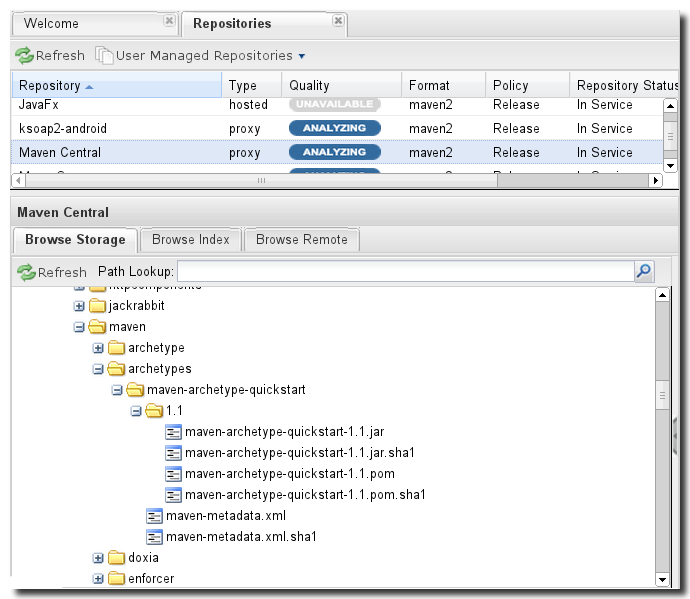 Welcome Repositories
Refresh User Managed Repositories
Repository Type Quality Format Policy Repository Status
JavaFx hosted UNAVAILABLE maven2 Release In Service
ksoap2-android proxy ANALYZING maven2 Release In Service
Maven Central proxy ANALYZING maven2 Release In Service
Maven Central
Browse Storage Browse Index Browse Remote
Refresh Path Lookup:
httpcomponents
jackrabbit
maven
archetype
archetypes
maven-archetype-quickstart
1.1
maven-archetype-quickstart-1.1.jar
maven-archetype-quickstart-1.1.jar.sha1
maven-archetype-quickstart-1.1.pom
maven-archetype-quickstart-1.1.pom.sha1
maven-metadata.xml
maven-metadata.xml.sha1
doxia
enforcer